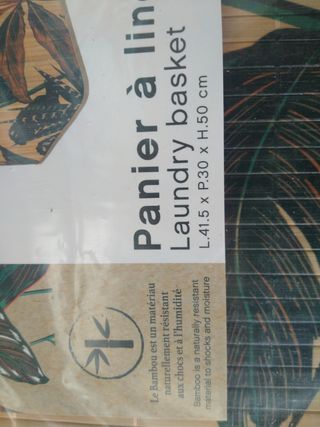 Panier à lin
Laundry basket
L.41.5 x P.30 x H.50 cm
Le Bambou est un matériau
naturellement résistant
aux chocs et à l'humidité
Bamboo is a naturally resistant
material to shocks and moisture